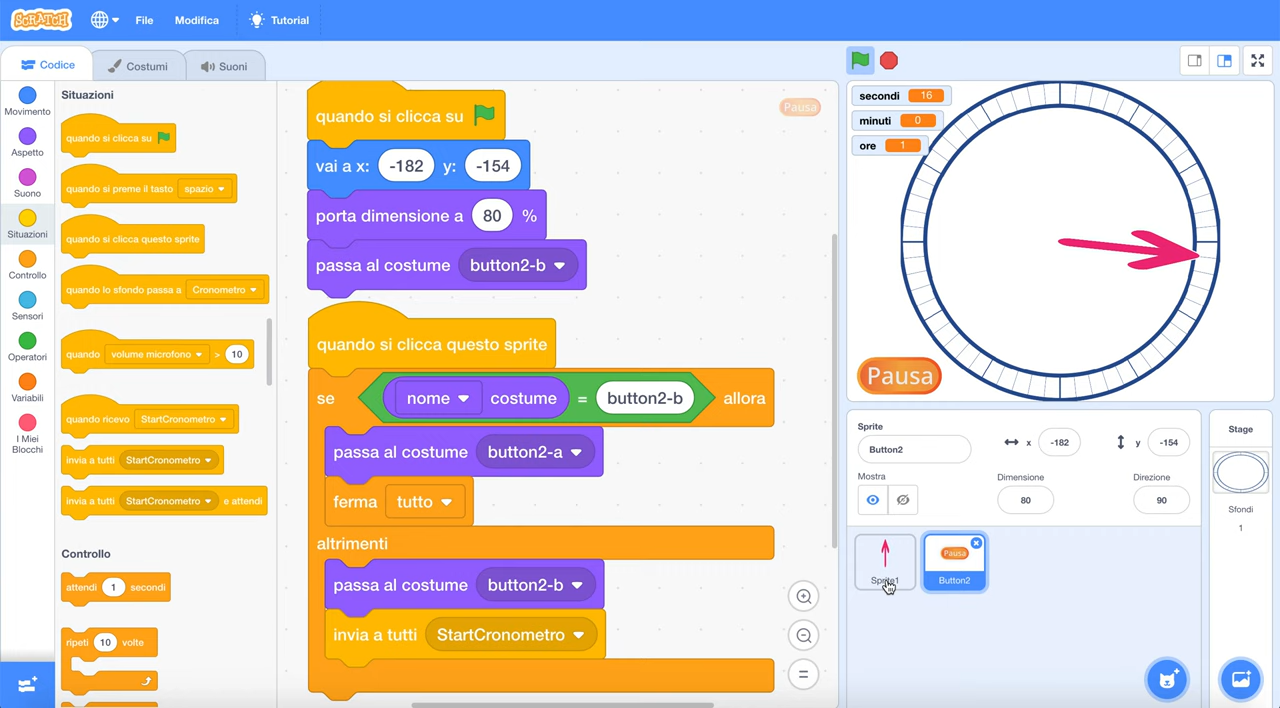 SCRATCH
File
Modifica
Tutorial
Codice
Costumi
Suoni
Movimento
Aspetto
Suono
Situazioni
Controllo
Sensori
Operatori
Variabili
I Miei
Blocchi
Situazioni
quando si clicca su
quando si preme il tasto spazio
quando si clicca questo sprite
quando lo sfondo passa a Cronometro
quando volume microfono > 10
quando ricevo StartCronometro
invia a tutti StartCronometro
invia a tutti StartCronometro e attendi
Controllo
attendi 1 secondi
ripeti 10 volte
quando si clicca su
vai a x: -182 y: -154
porta dimensione a 80 %
passa al costume button2-b
quando si clicca questo sprite
se nome costume = button2-b allora
passa al costume button2-a
ferma tutto
altrimenti
passa al costume button2-b
invia a tutti StartCronometro
Pausa
secondi 16
minuti 0
ore 1
Pausa
Sprite
Button2
x -182
y -154
Mostra
Dimensione
80
Direzione
90
Sprite1
Pausa
Button2
Stage
Sfondi
1